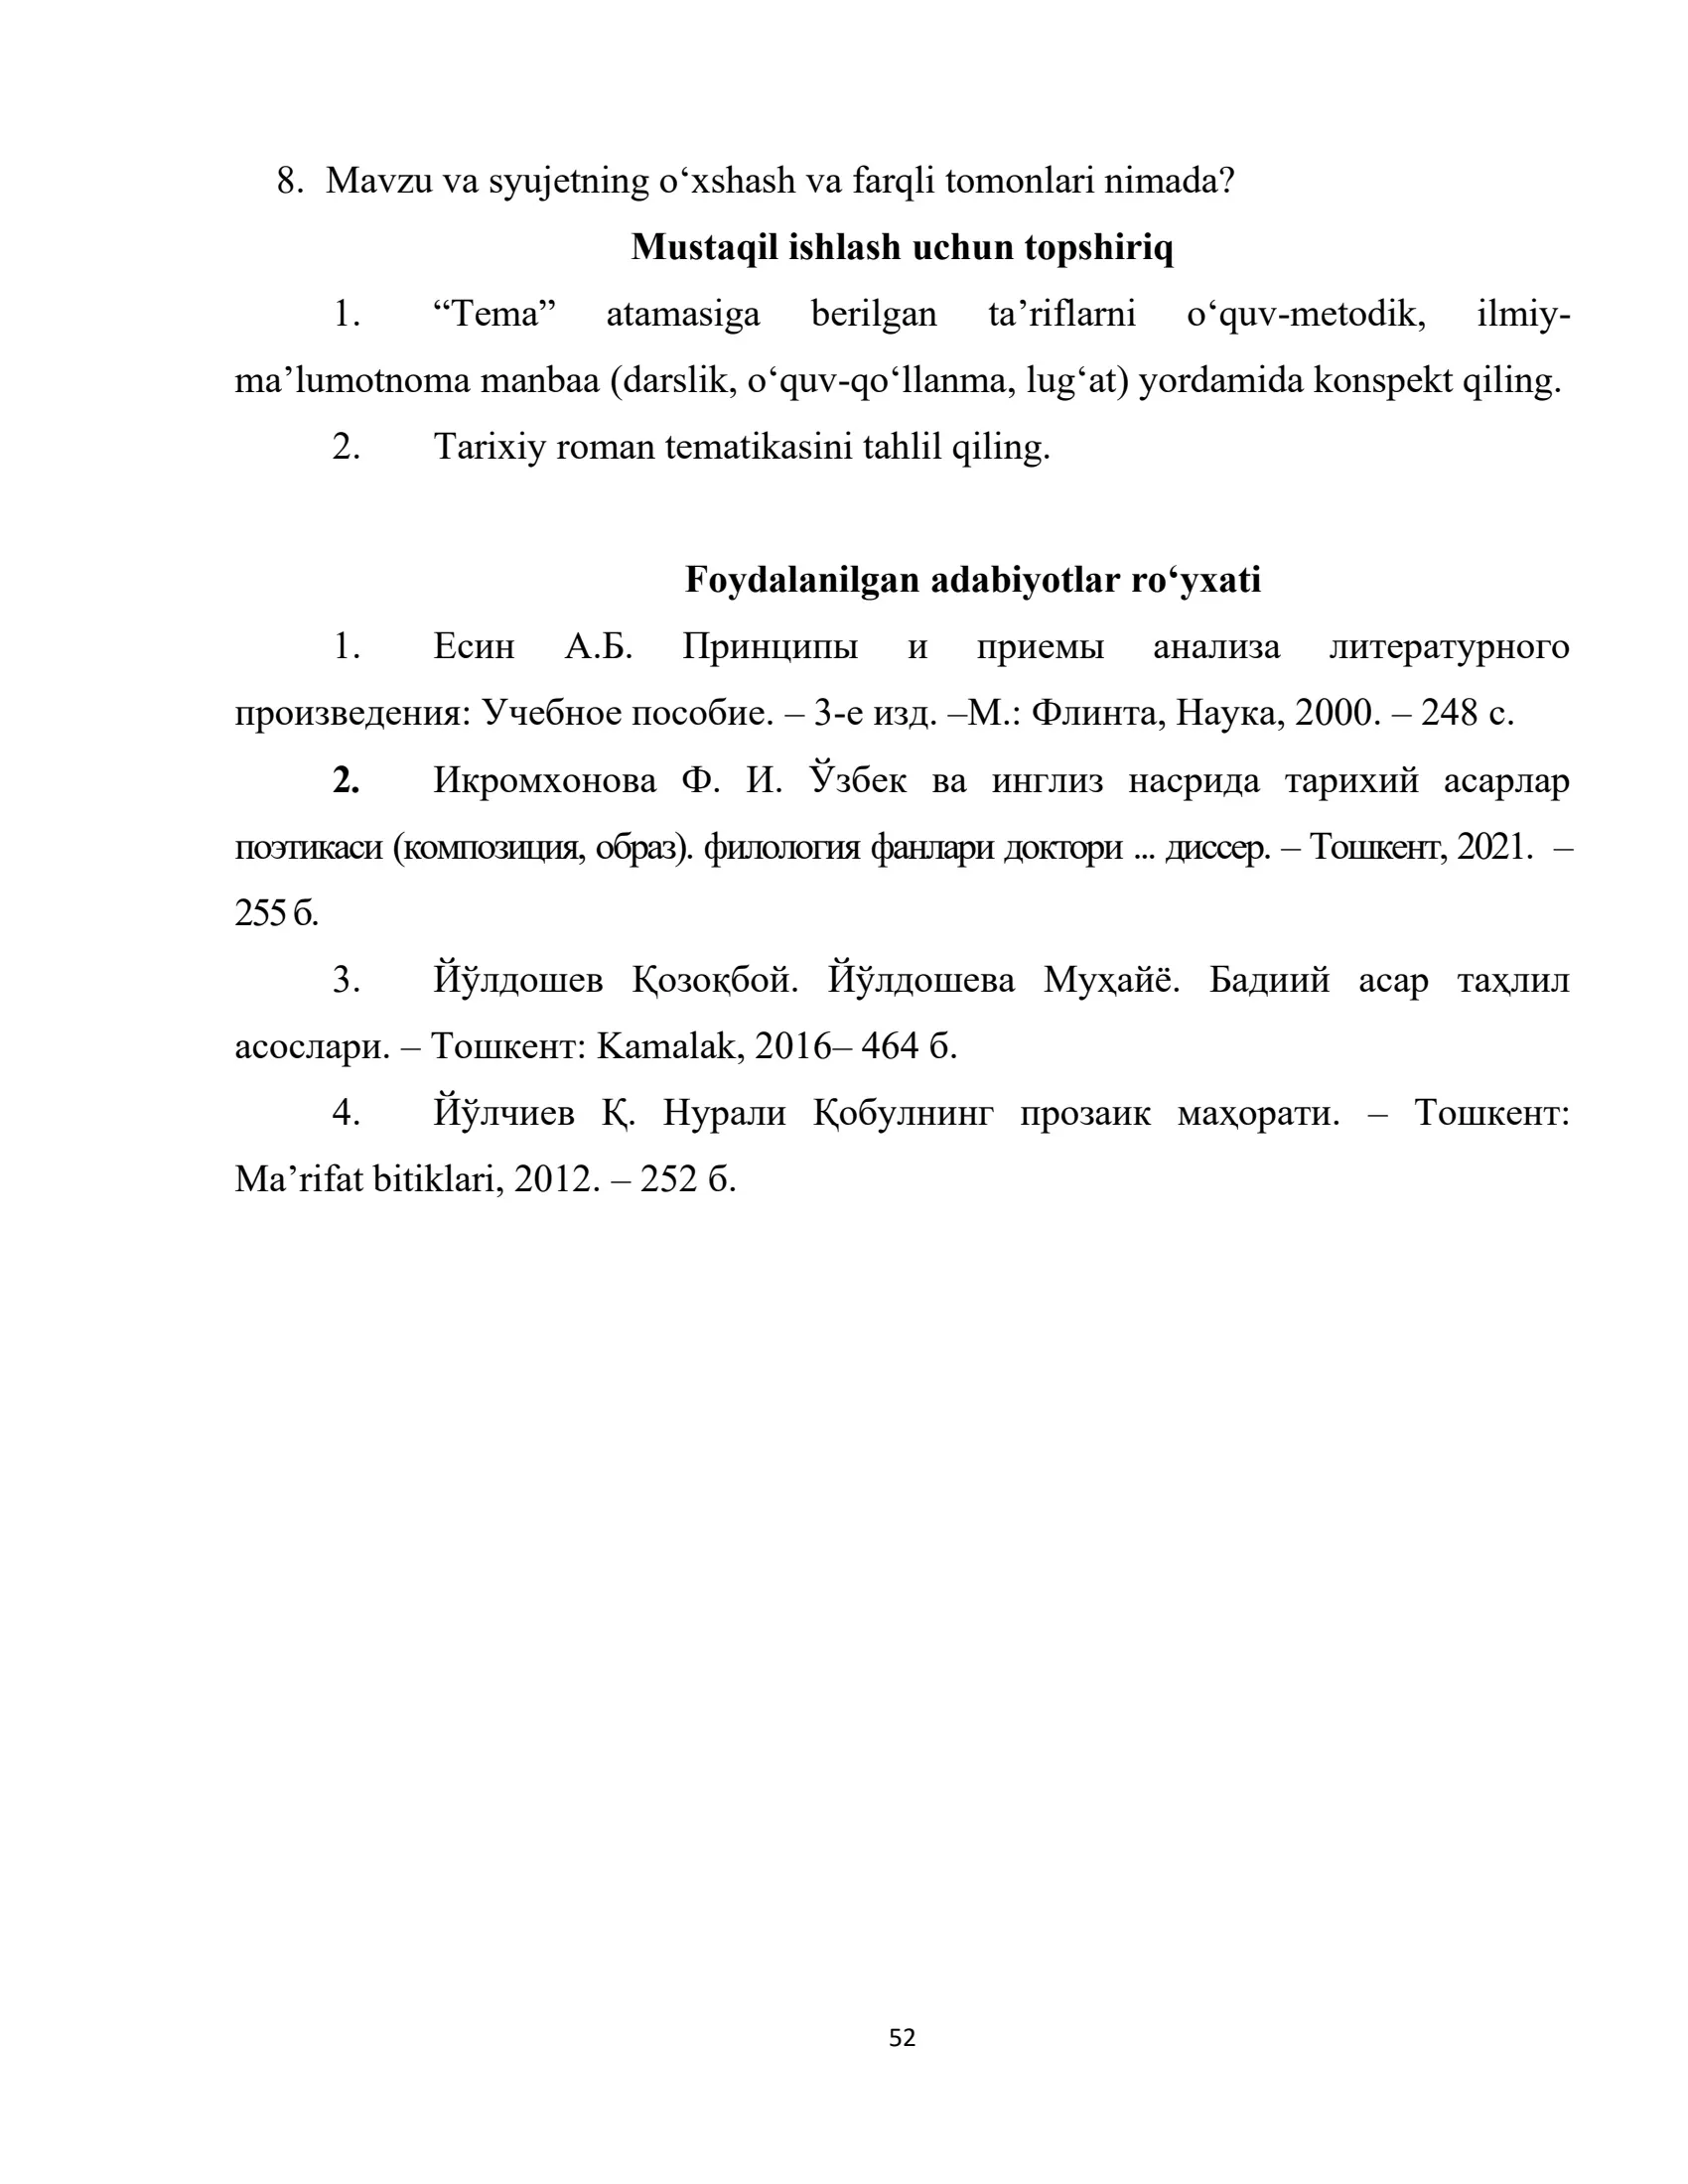 8. Mavzu va syujetning o‘xshash va farqli tomonlari nimada?
Mustaqil ishlash uchun topshiriq
1. “Tema” atamasiga berilgan ta’riflarni o‘quv-metodik, ilmiy-
ma’lumotnoma manbaa (darslik, o‘quv-qo‘llanma, lug‘at) yordamida konspekt qiling.
2. Tarixiy roman tematikasini tahlil qiling.
Foydalanilgan adabiyotlar ro‘yxati
1. Есин А.Б. Принципы и приемы анализа литературного
произведения: Учебное пособие. – 3-е изд. –М.: Флинта, Наука, 2000. – 248 с.
2. Икромхонова Ф. И. Ўзбек ва инглиз насрида тарихий асарлар
поэтикаси (композиция, образ). филология фанлари доктори ... диссер. – Тошкент, 2021. –
255 б.
3. Йўлдошев Қозоқбой. Йўлдошева Муҳайё. Бадиий асар таҳлил
асослари. – Тошкент: Kamalak, 2016– 464 б.
4. Йўлчиев Қ. Нурали Қобулнинг прозаик маҳорати. – Тошкент:
Ma’rifat bitiklari, 2012. – 252 б.
52